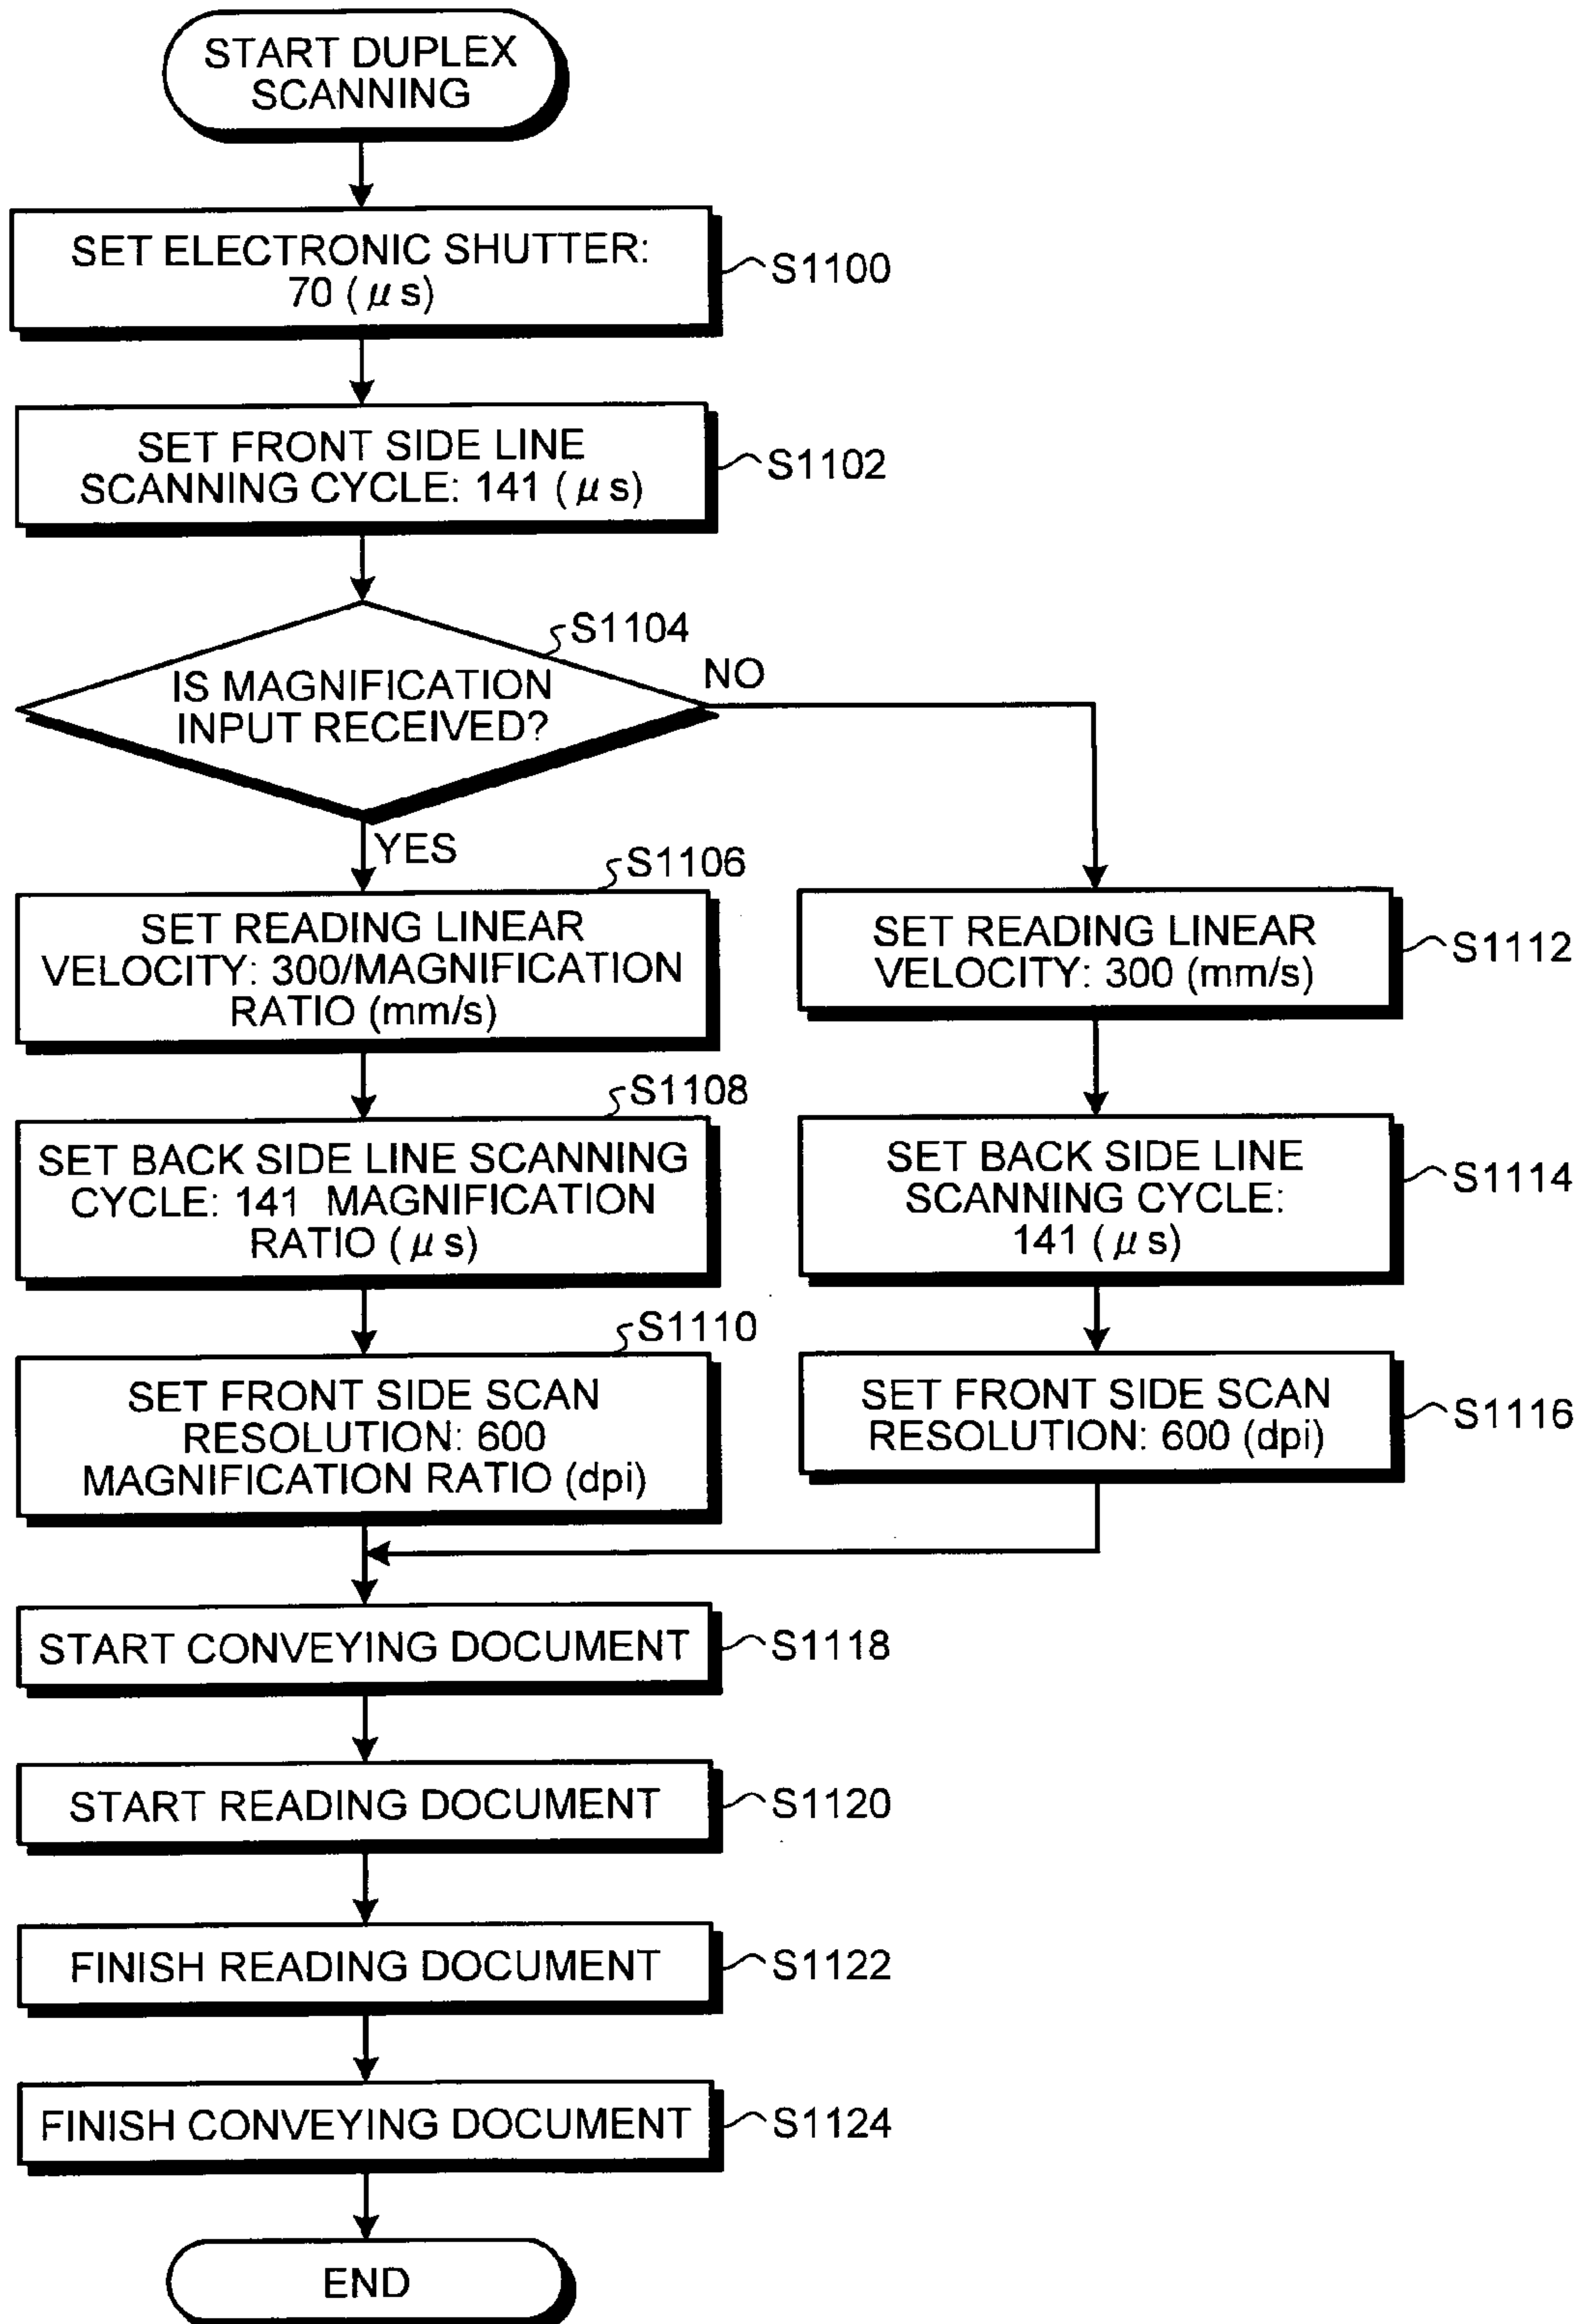 START DUPLEX
SCANNING
SET ELECTRONIC SHUTTER:
70 (μs)
S1100
SET FRONT SIDE LINE
SCANNING CYCLE: 141 (μs)
S1102
S1104
IS MAGNIFICATION
INPUT RECEIVED?
NO
YES
S1106
SET READING LINEAR
VELOCITY: 300/MAGNIFICATION
RATIO (mm/s)
S1108
SET BACK SIDE LINE SCANNING
CYCLE: 141 MAGNIFICATION
RATIO (μs)
S1110
SET FRONT SIDE SCAN
RESOLUTION: 600
MAGNIFICATION RATIO (dpi)
SET READING LINEAR
VELOCITY: 300 (mm/s)
S1112
SET BACK SIDE LINE
SCANNING CYCLE:
141 (μs)
S1114
SET FRONT SIDE SCAN
RESOLUTION: 600 (dpi)
S1116
START CONVEYING DOCUMENT
S1118
START READING DOCUMENT
S1120
FINISH READING DOCUMENT
S1122
FINISH CONVEYING DOCUMENT
S1124
END